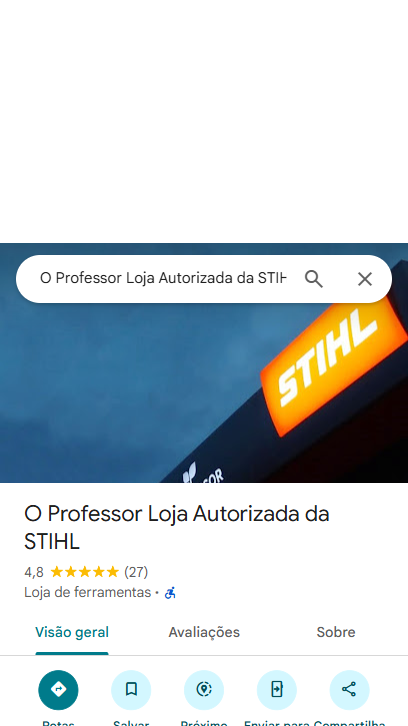 O Professor Loja Autorizada da STIH
STIHL
SOR
O Professor Loja Autorizada da
STIHL
4,8 (27)
Loja de ferramentas ·
Visão geral Avaliações Sobre
Rotas Salvar Próximo Enviar para Compartilha